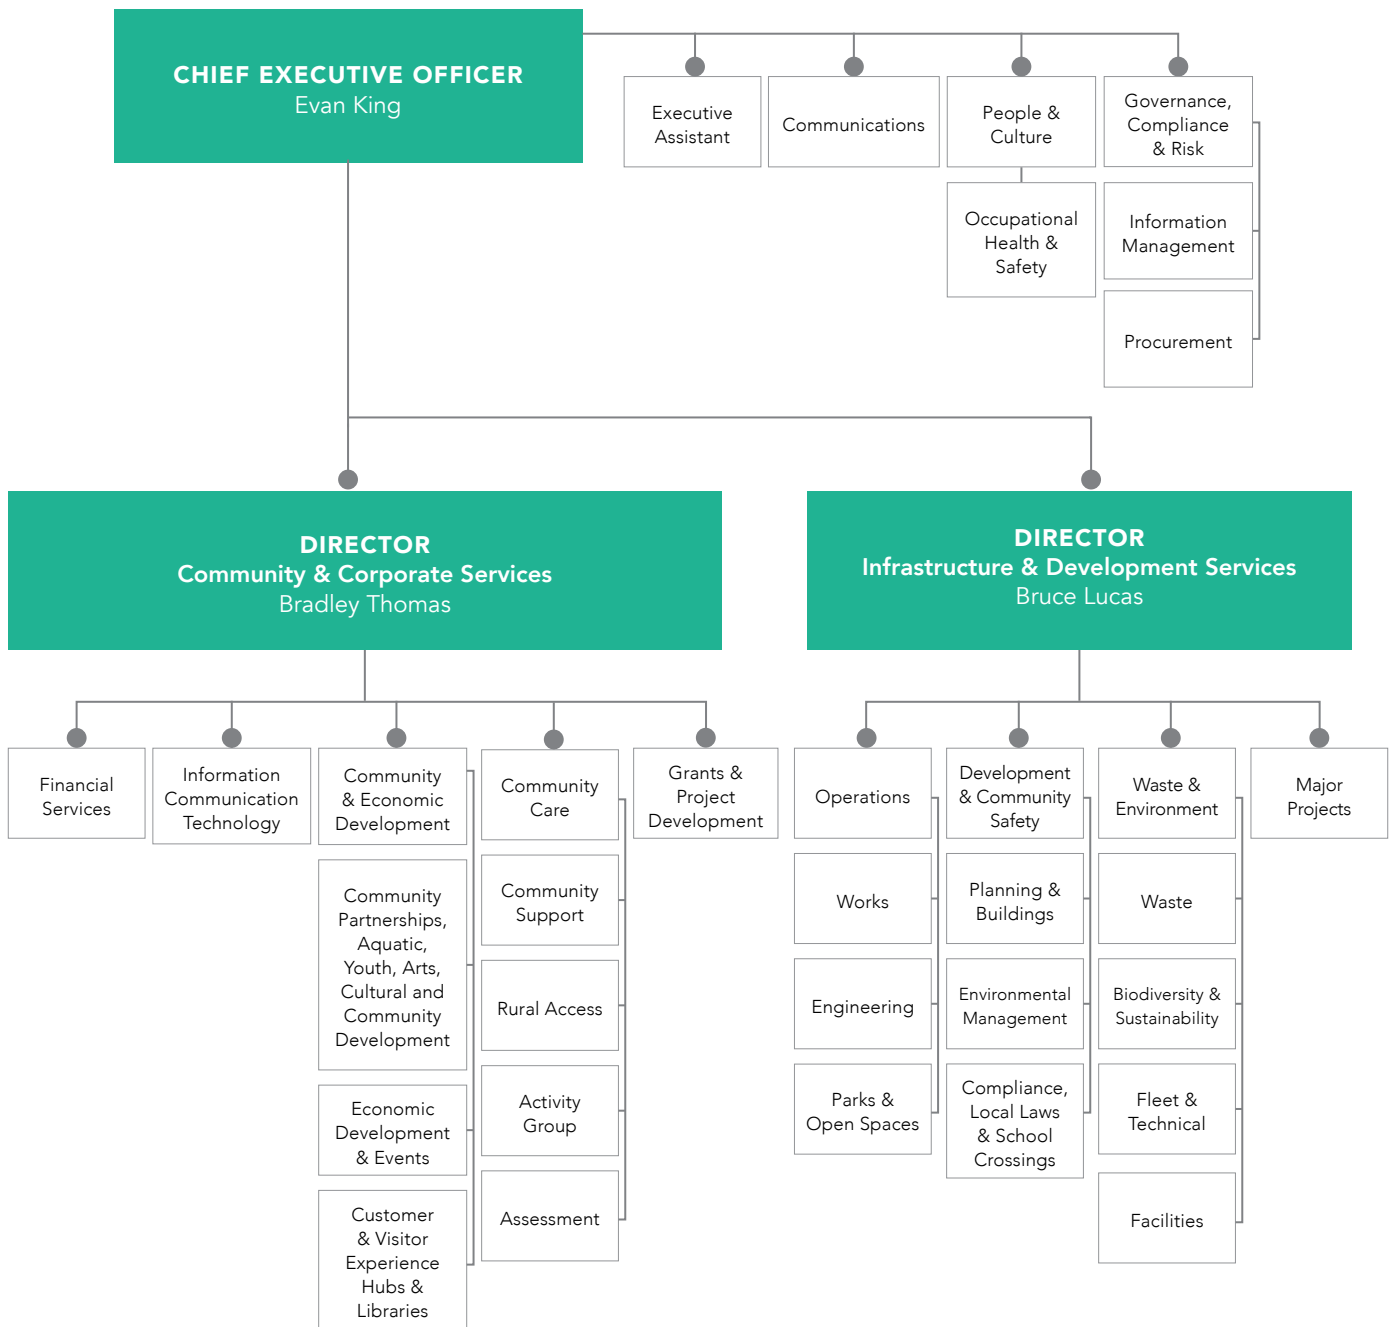 CHIEF EXECUTIVE OFFICER
Evan King
Executive
Assistant
Communications
People &
Culture
Governance,
Compliance
& Risk
Occupational
Health &
Safety
Information
Management
Procurement
DIRECTOR
Community & Corporate Services
Bradley Thomas
DIRECTOR
Infrastructure & Development Services
Bruce Lucas
Financial
Services
Information
Communication
Technology
Community
& Economic
Development
Community
Partnerships,
Aquatic,
Youth, Arts,
Cultural and
Community
Development
Economic
Development
& Events
Customer
& Visitor
Experience
Hubs &
Libraries
Community
Care
Community
Support
Rural Access
Activity
Group
Assessment
Grants &
Project
Development
Operations
Works
Engineering
Parks &
Open Spaces
Development
& Community
Safety
Planning &
Buildings
Environmental
Management
Compliance,
Local Laws
& School
Crossings
Waste &
Environment
Waste
Biodiversity &
Sustainability
Fleet &
Technical
Facilities
Major
Projects